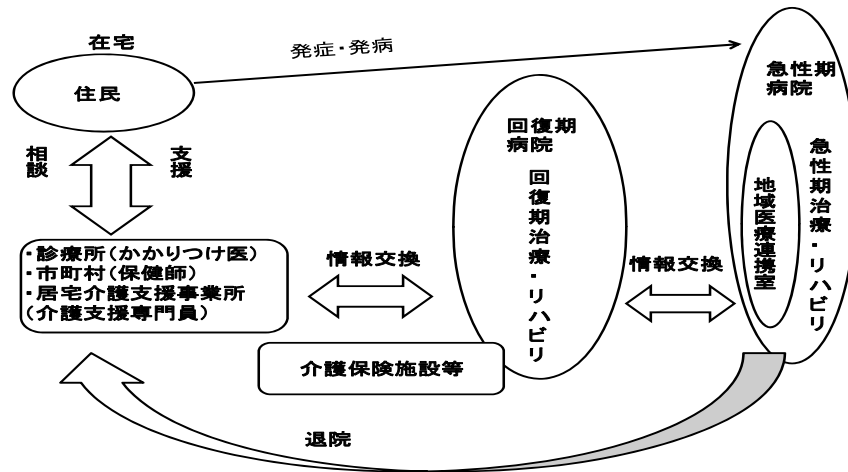 在宅
住民
発症・発病
急性期
病院
回復期
病院
相談
支援
回復期治療・リハビリ
地域医療連携室
急性期治療・リハビリ
・診療所(かかりつけ医)
・市町村(保健師)
・居宅介護支援事業所
(介護支援専門員)
情報交換
情報交換
介護保険施設等
退院